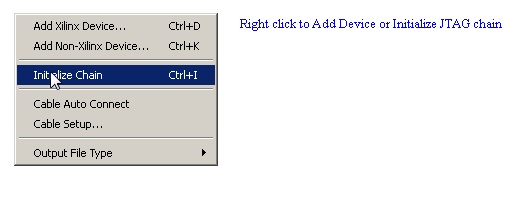 Add Xilinx Device... Ctrl+D
Right click to Add Device or Initialize JTAG chain
Add Non-Xilinx Device... Ctrl+K
Initialize Chain Ctrl+I
Cable Auto Connect
Cable Setup...
Output File Type